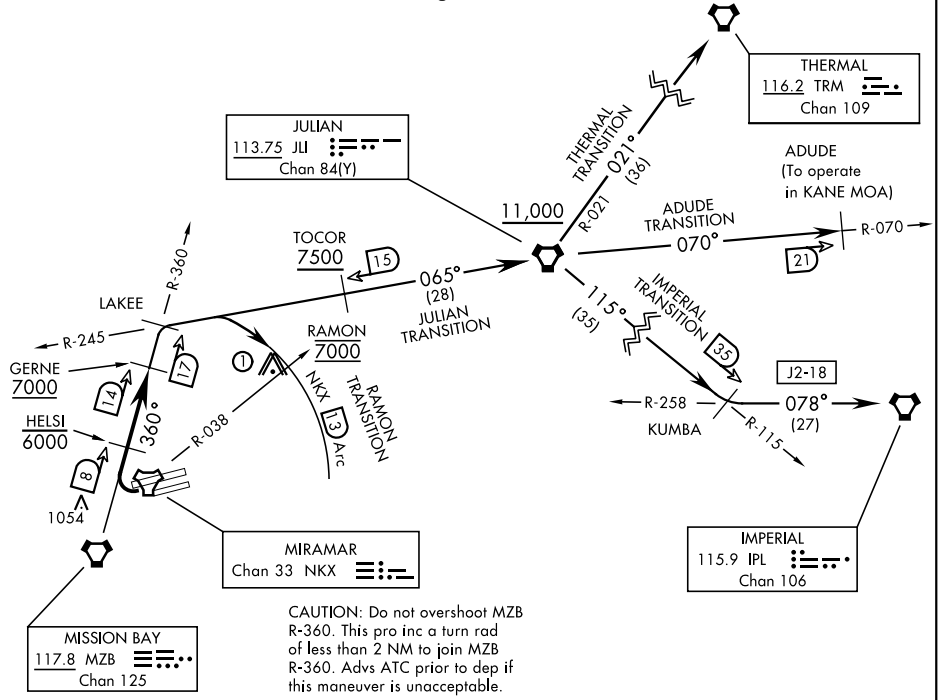 THERMAL
116.2 TRM
Chan 109
JULIAN
113.75 JLI
Chan 84(Y)
THERMAL
TRANSITION
021°
(36)
R-021
ADUDE
(To operate
in KANE MOA)
11,000
ADUDE
TRANSITION
070°
R-070
21
TOCOR
7500
15
065°
(28)
JULIAN
TRANSITION
R-360
LAKEE
R-245
GERNE
7000
17
14
1
RAMON
7000
RAMON
TRANSITION
NKX 13 Arc
R-038
HELSI
6000
360°
8
1054
IMPERIAL
TRANSITION
115°
(35)
35
J2-18
R-258
078°
(27)
KUMBA
R-115
MIRAMAR
Chan 33 NKX
IMPERIAL
115.9 IPL
Chan 106
MISSION BAY
117.8 MZB
Chan 125
CAUTION: Do not overshoot MZB
R-360. This pro inc a turn rad
of less than 2 NM to join MZB
R-360. Advs ATC prior to dep if
this maneuver is unacceptable.